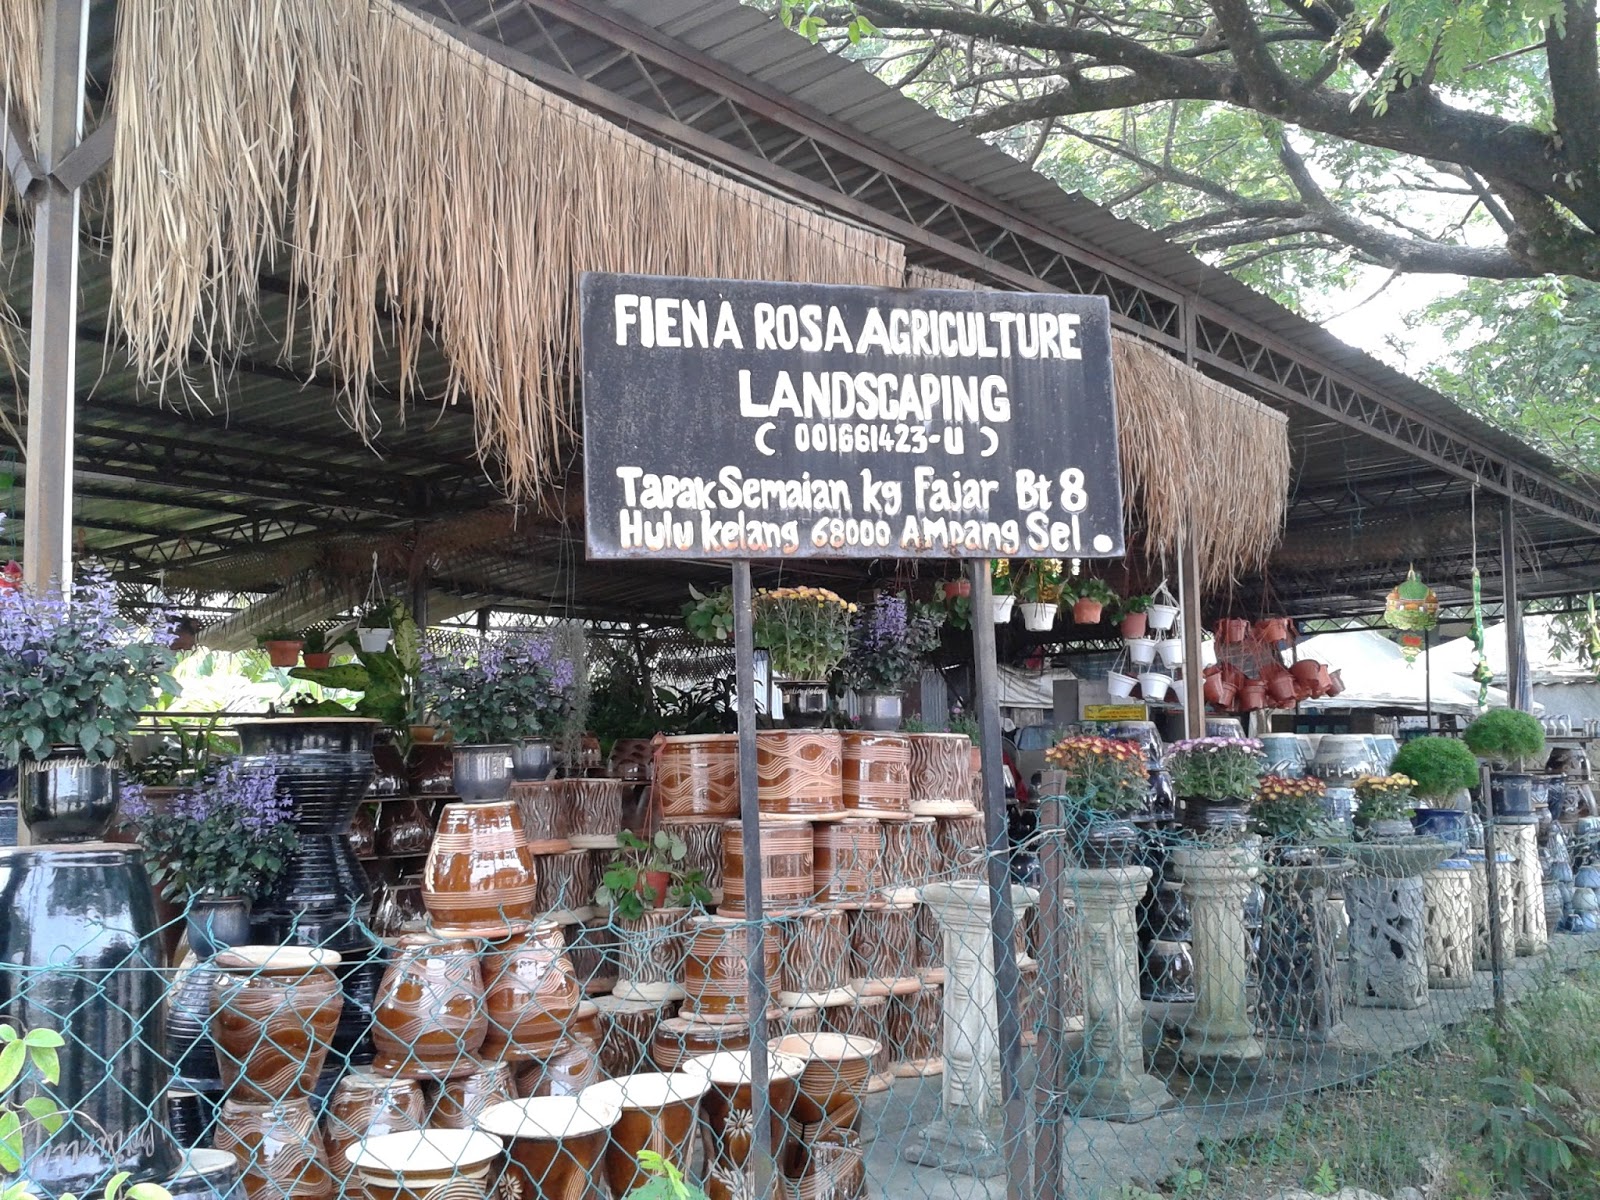 FIENA ROSA AGRICULTURE
LANDSCAPING
( 001661423-U )
Tapak Semaian kg Fajar Bt 8
Hulu kelang 68000 AMPang Sel .